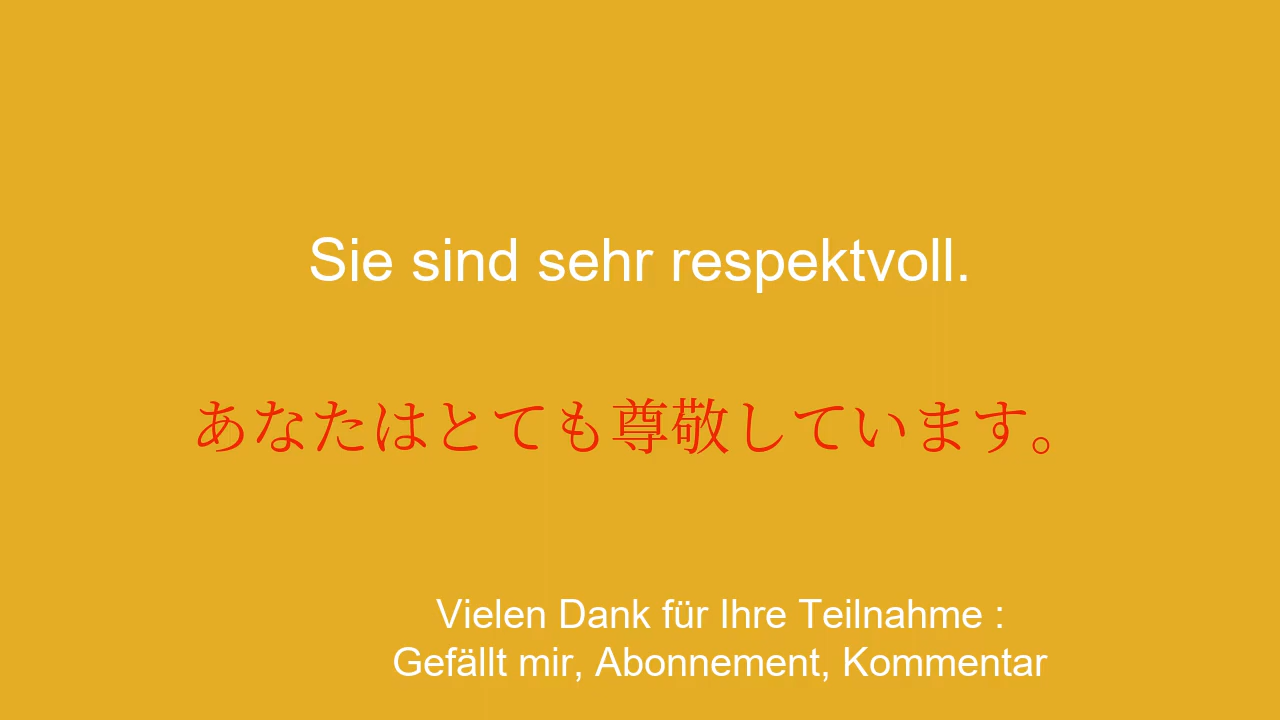 Sie sind sehr respektvoll.
あなたはとても尊敬しています。
Vielen Dank für Ihre Teilnahme :
Gefällt mir, Abonnement, Kommentar